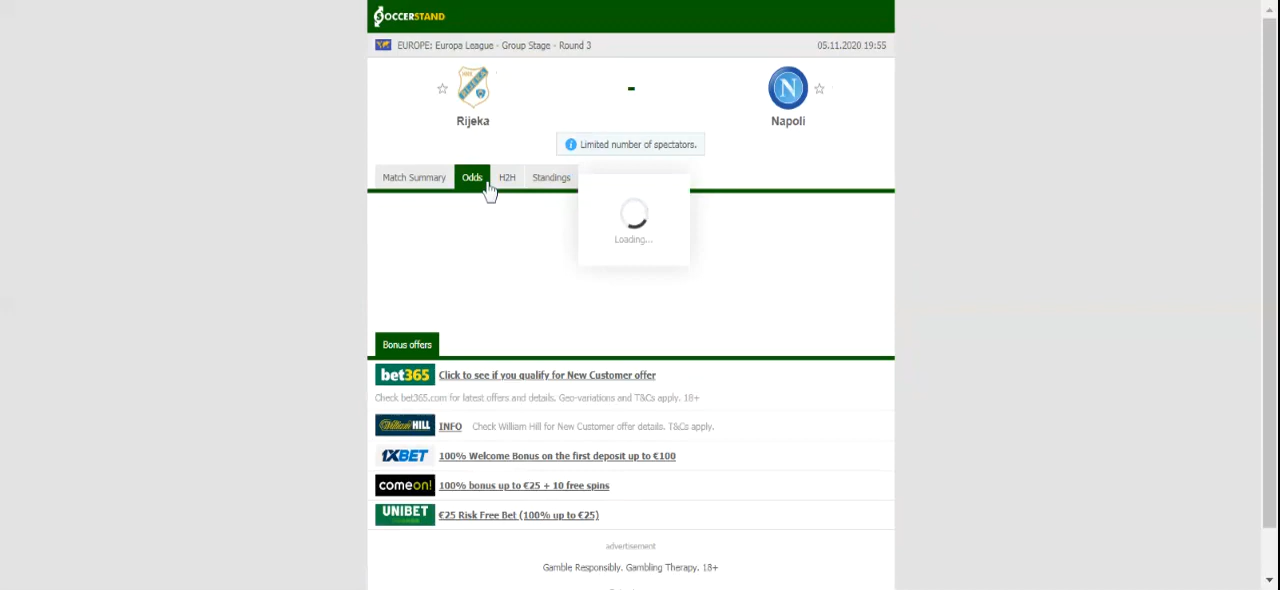 SOCCERSTAND
EUROPE: Europa League - Group Stage - Round 3 05.11.2020 19:55
N
-
Rijeka Napoli
Limited number of spectators.
Match Summary Odds H2H Standings
Loading...
Bonus offers
bet365 Click to see if you qualify for New Customer offer
Check bet365.com for latest offers and details. Geo-variations and T&Cs apply. 18+
William HILL INFO Check William Hill for New Customer offer details. T&Cs apply.
1XBET 100% Welcome Bonus on the first deposit up to €100
comeon! 100% bonus up to €25 + 10 free spins
UNIBET €25 Risk Free Bet (100% up to €25)
advertisement
Gamble Responsibly. Gambling Therapy. 18+